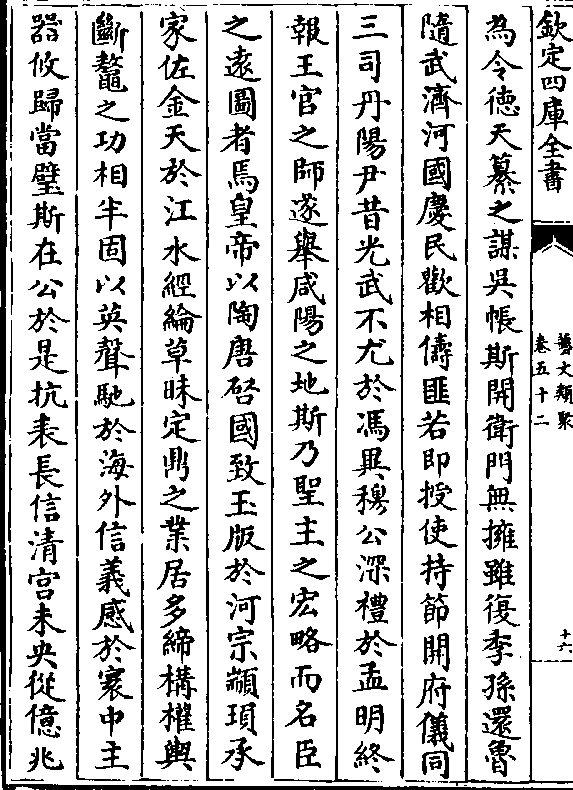 欽定四庫全書
藝文類聚
卷五十二
十六
為令德天纂之謀吳帳斯開衛門無擁雖復季孫還魯
隨武濟河國慶民歡相儔匪若即授使持節開府儀同
三司丹陽尹昔光武不尤於馮異穆公深禮於孟明終
報王官之師遂舉咸陽之地斯乃聖主之宏略而名臣
之遠圖者焉皇帝以陶唐啓國致玉版於河宗顓頊承
家佐金天於江水經綸草昧定鼎之業居多締構權輿
斷鼇之功相半固以英聲馳於海外信義感於寰中主
器攸歸當璧斯在公於是抗表長信清宫未央從億兆